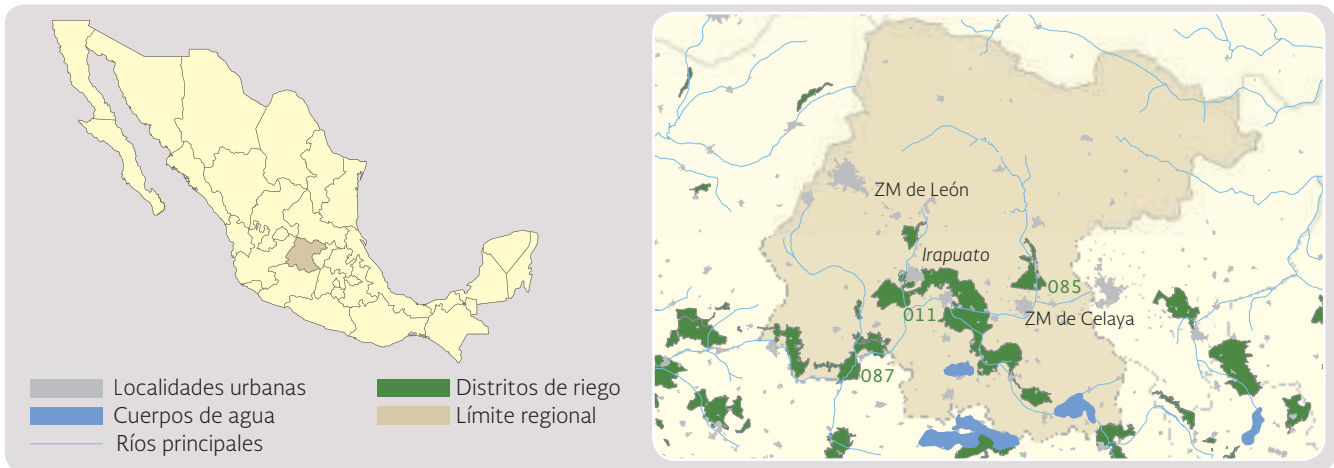 ZM de León
Irapuato
085
011
ZM de Celaya
087
Localidades urbanas
Distritos de riego
Cuerpos de agua
Límite regional
Ríos principales